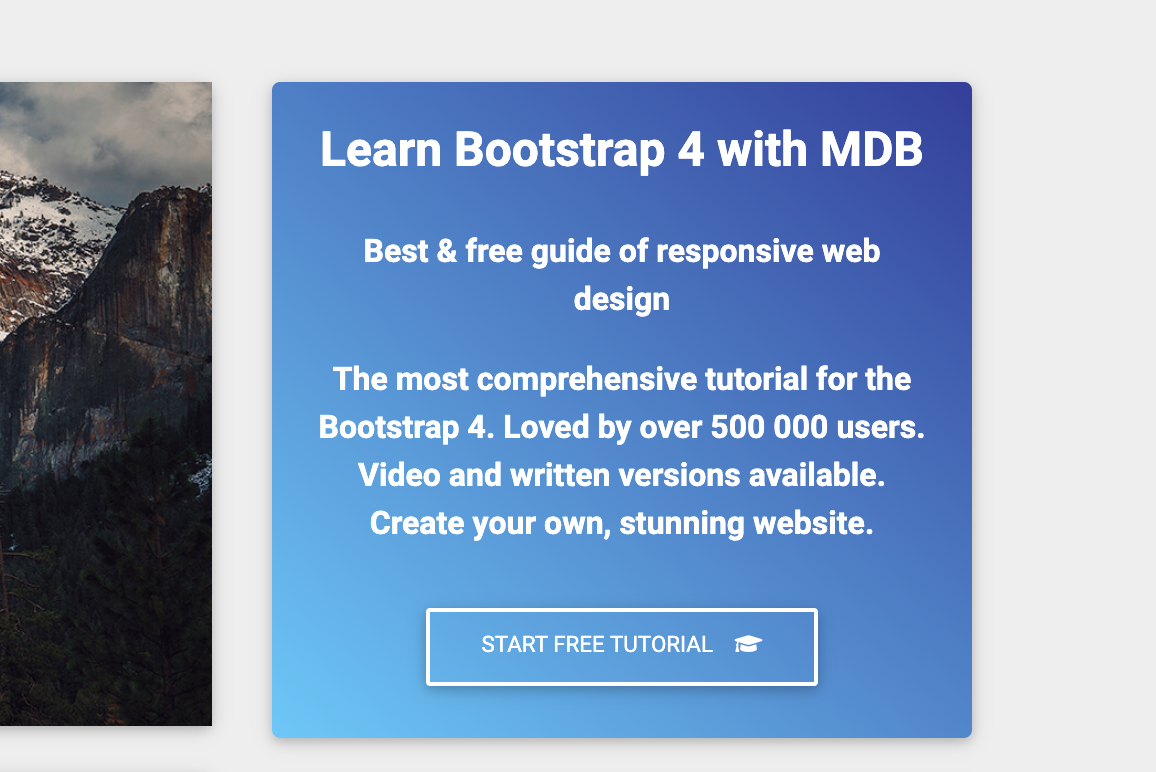 Learn Bootstrap 4 with MDB
Best & free guide of responsive web
design
The most comprehensive tutorial for the
Bootstrap 4. Loved by over 500 000 users.
Video and written versions available.
Create your own, stunning website.
START FREE TUTORIAL